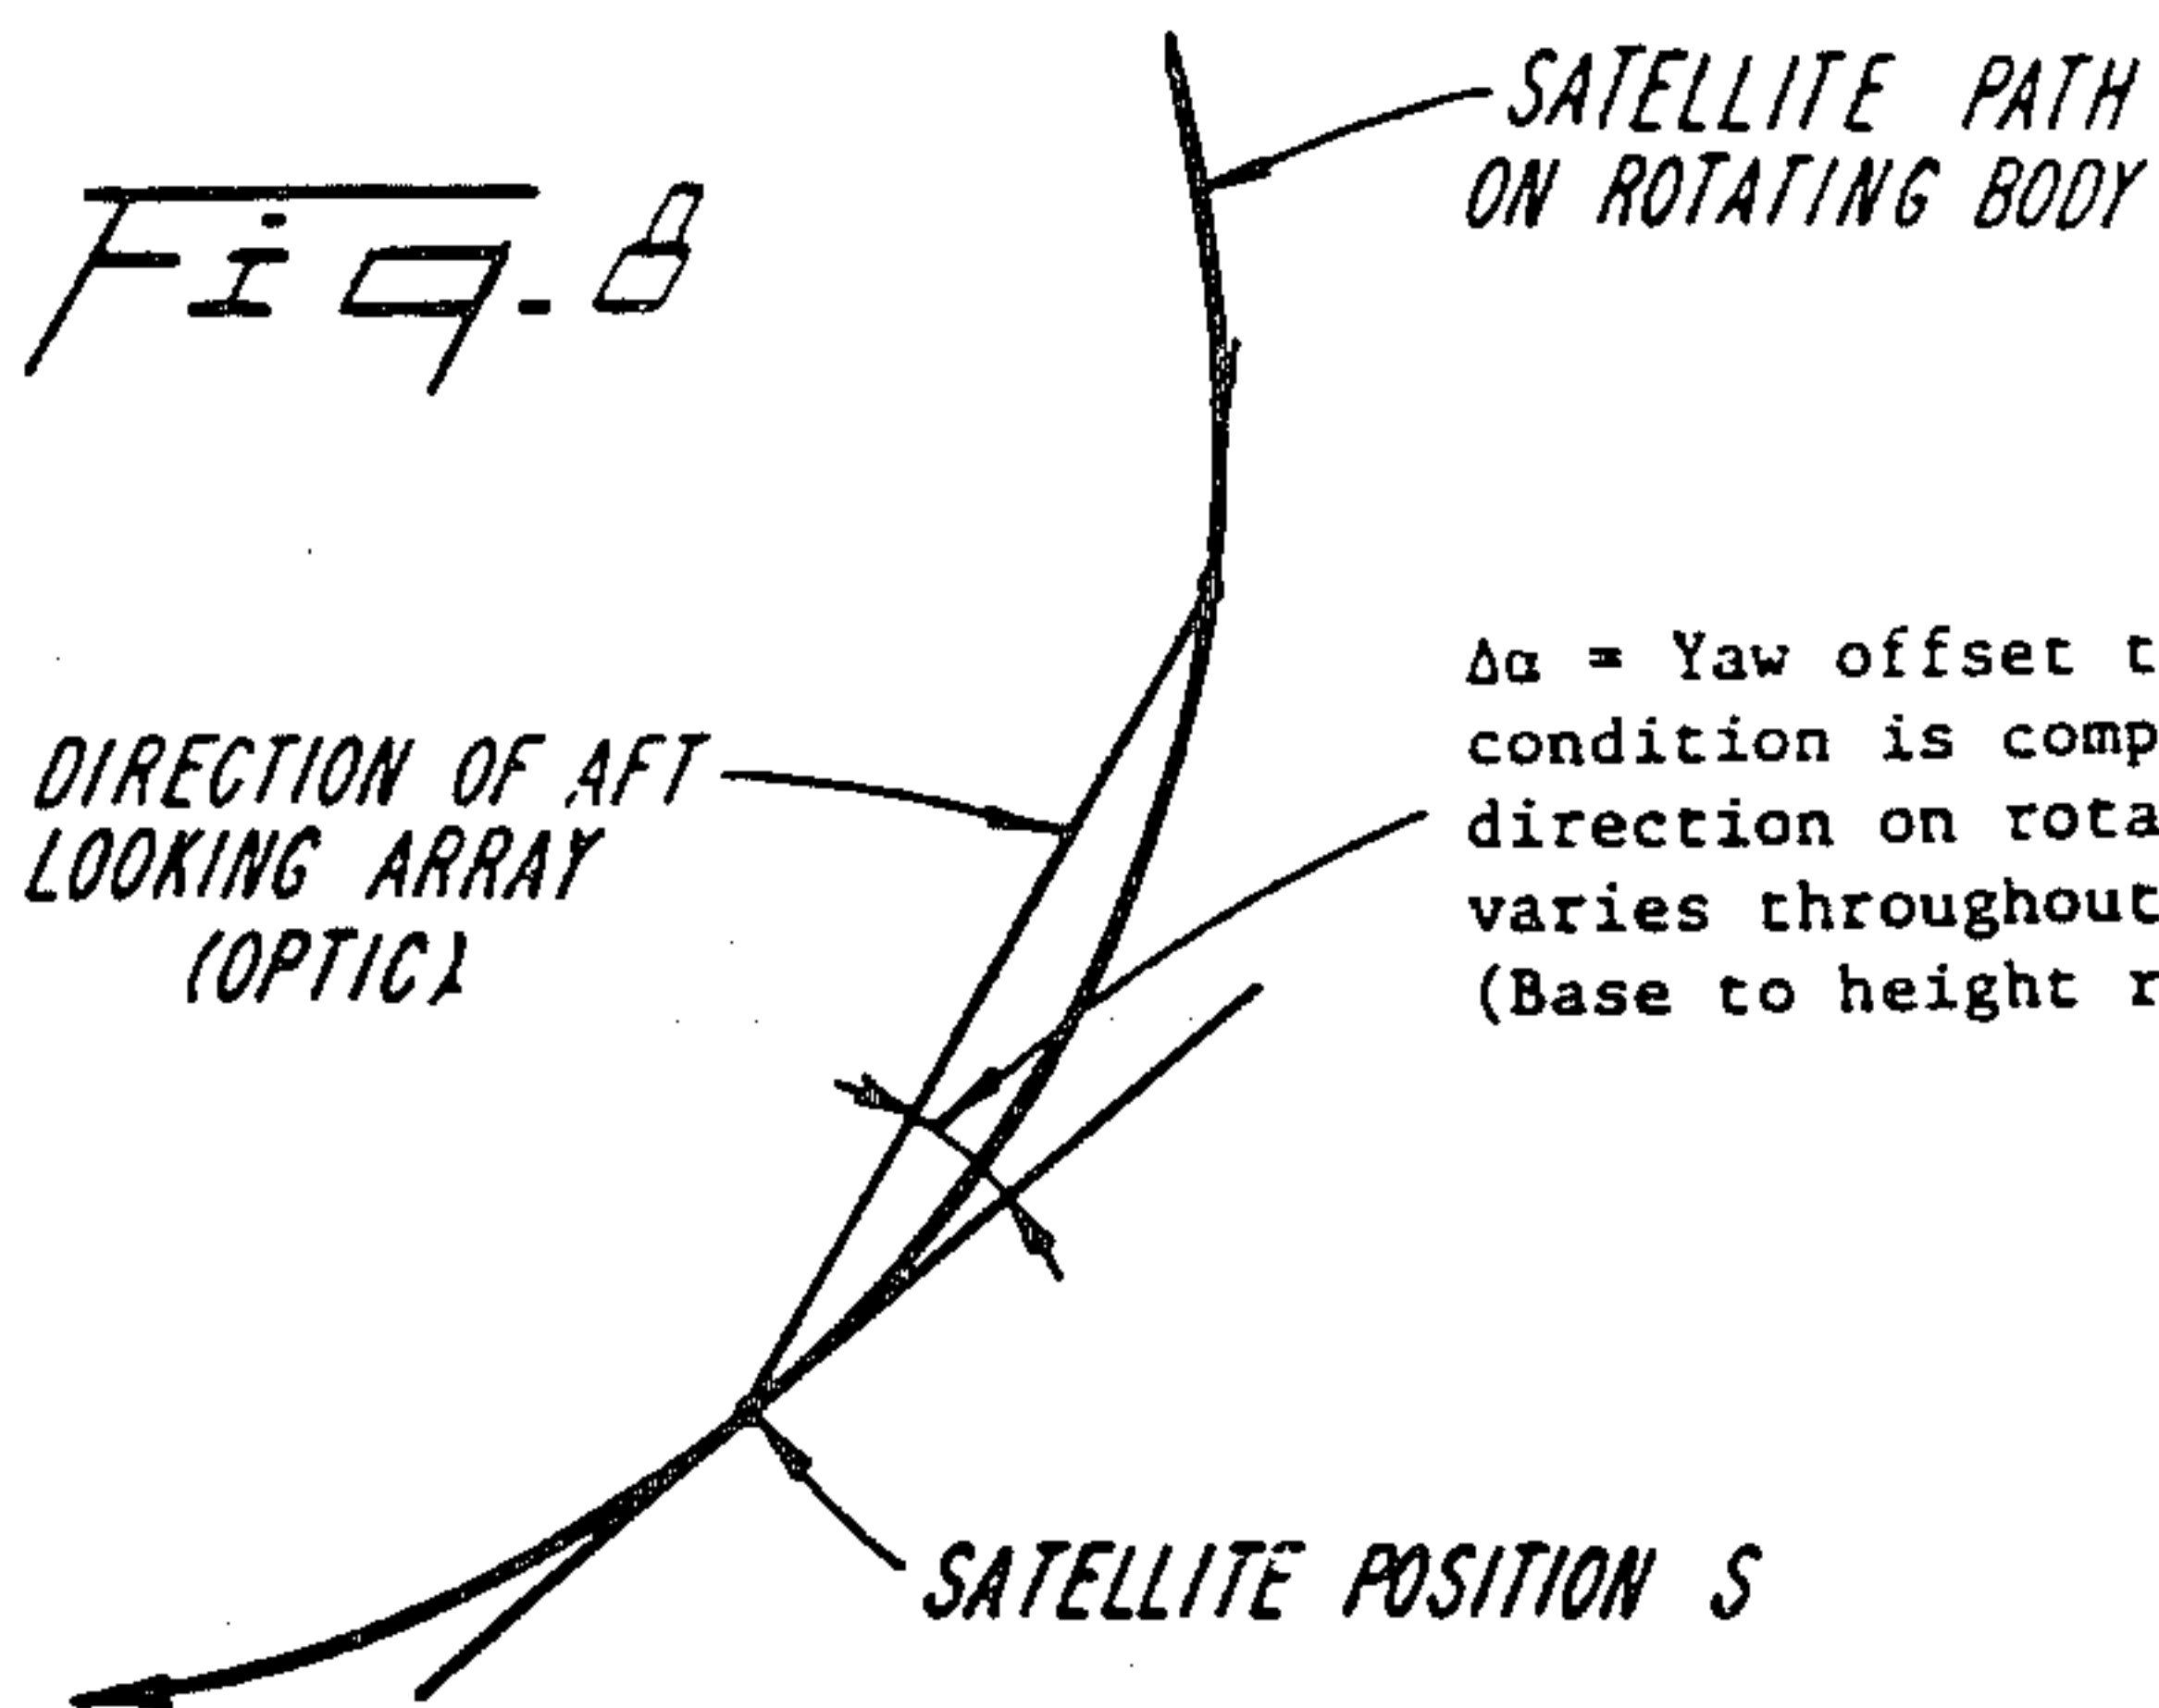 Fig. 8
SATELLITE PATH
ON ROTATING BODY
Δα = Yaw offset t
condition is comp
direction on rota
varies throughout
(Base to height r
DIRECTION OF AFT
LOOKING ARRAY
(OPTIC)
SATELLITE POSITION S